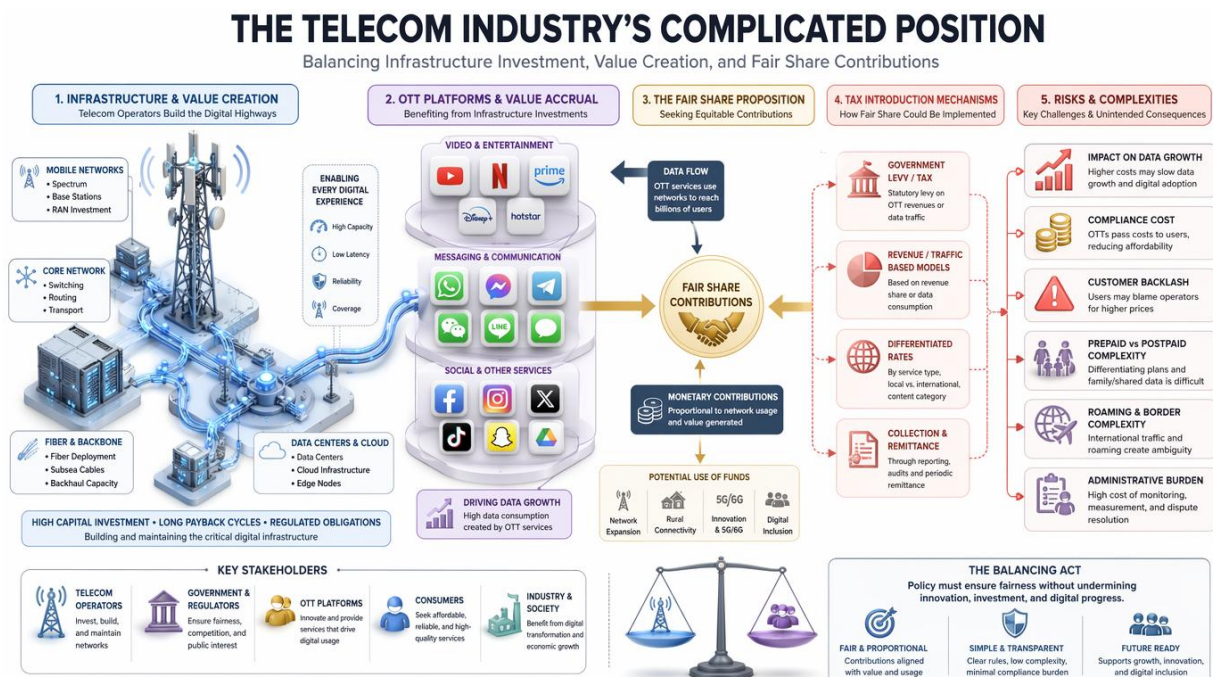 THE TELECOM INDUSTRY'S COMPLICATED POSITION
Balancing Infrastructure Investment, Value Creation, and Fair Share Contributions
1. INFRASTRUCTURE & VALUE CREATION
Telecom Operators Build the Digital Highways
MOBILE NETWORKS
• Spectrum
• Base Stations
• RAN Investment
CORE NETWORK
• Switching
• Routing
• Transport
ENABLING
EVERY DIGITAL
EXPERIENCE
High Capacity
Low Latency
Reliability
Coverage
FIBER & BACKBONE
• Fiber Deployment
• Subsea Cables
• Backhaul Capacity
DATA CENTERS & CLOUD
• Data Centers
• Cloud Infrastructure
• Edge Nodes
HIGH CAPITAL INVESTMENT • LONG PAYBACK CYCLES • REGULATED OBLIGATIONS
Building and maintaining the critical digital infrastructure
2. OTT PLATFORMS & VALUE ACCRUAL
Benefiting from Infrastructure Investments
VIDEO & ENTERTAINMENT
N
prime
Disney+
hotstar
MESSAGING & COMMUNICATION
LINE
SOCIAL & OTHER SERVICES
f
X
DRIVING DATA GROWTH
High data consumption
created by OTT services
3. THE FAIR SHARE PROPOSITION
Seeking Equitable Contributions
DATA FLOW
OTT services use
networks to reach
billions of users
FAIR SHARE
CONTRIBUTIONS
MONETARY CONTRIBUTIONS
Proportional to network usage
and value generated
POTENTIAL USE OF FUNDS
Network
Expansion
Rural
Connectivity
5G/6G
Innovation
& 5G/6G
Digital
Inclusion
4. TAX INTRODUCTION MECHANISMS
How Fair Share Could be Implemented
GOVERNMENT
LEVY / TAX
Statutory levy on
OTT revenues or
data traffic
REVENUE / TRAFFIC
BASED MODELS
Based on revenue
share or data
consumption
DIFFERENTIATED
RATES
By service type,
local vs. international,
content category
COLLECTION &
REMITTANCE
Through reporting,
audits and periodic
remittance
5. RISKS & COMPLEXITIES
Key Challenges & Unintended Consequences
IMPACT ON DATA GROWTH
Higher costs may slow data
growth and digital adoption
COMPLIANCE COST
OTTs pass costs to users,
reducing affordability
CUSTOMER BACKLASH
Users may blame operators
for higher prices
PREPAID vs POSTPAID
COMPLEXITY
Differentiating plans and
family/shared data is difficult
ROAMING & BORDER
COMPLEXITY
International traffic and
roaming create ambiguity
ADMINISTRATIVE BURDEN
High cost of monitoring,
measurement, and dispute
resolution
KEY STAKEHOLDERS
TELECOM
OPERATORS
Invest, build,
and maintain
networks
GOVERNMENT &
REGULATORS
Ensure fairness,
competition, and
public interest
OTT PLATFORMS
Innovate and provide
services that drive
digital usage
CONSUMERS
Seek affordable,
reliable, and high-
quality services
INDUSTRY &
SOCIETY
Benefit from digital
transformation and
economic growth
THE BALANCING ACT
Policy must ensure fairness without undermining
innovation, investment, and digital progress.
FAIR & PROPORTIONAL
Contributions aligned
with value and usage
SIMPLE & TRANSPARENT
Clear rules, low complexity,
minimal compliance burden
FUTURE READY
Supports growth, innovation,
and digital inclusion